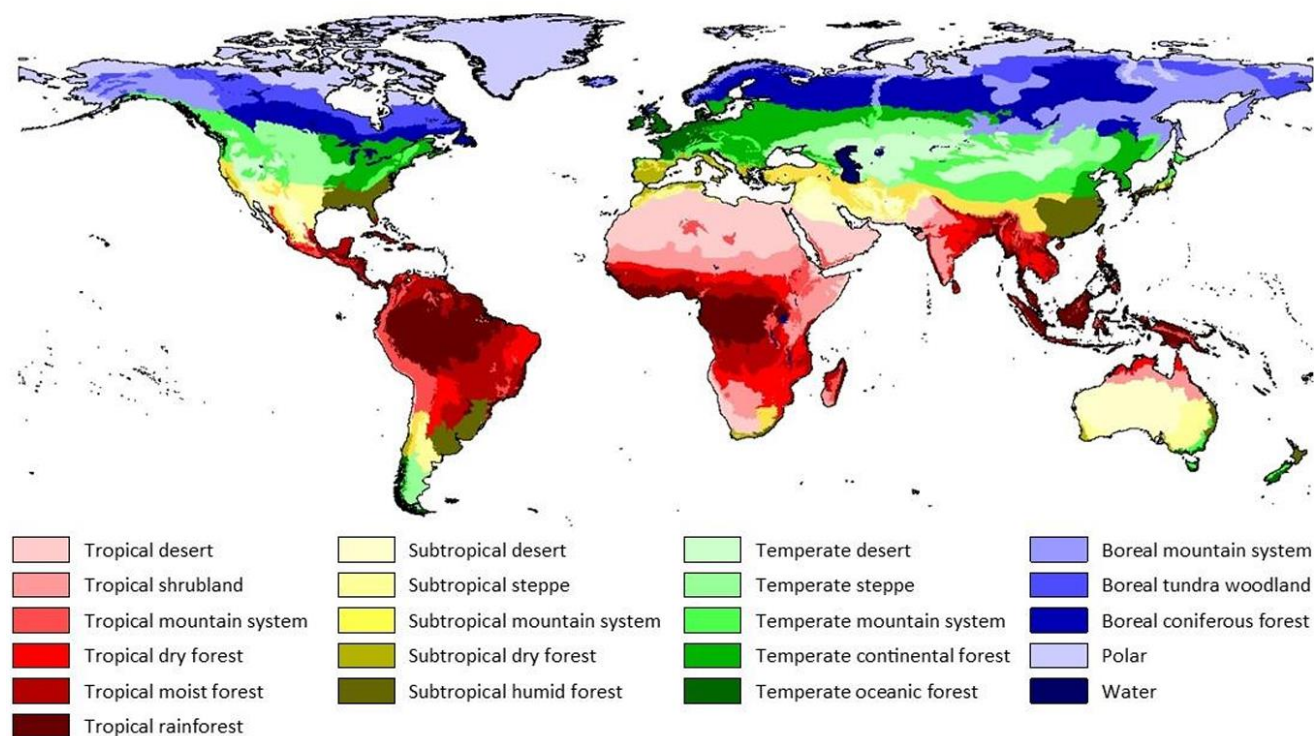 Tropical desert
Tropical shrubland
Tropical mountain system
Tropical dry forest
Tropical moist forest
Tropical rainforest
Subtropical desert
Subtropical steppe
Subtropical mountain system
Subtropical dry forest
Subtropical humid forest
Temperate desert
Temperate steppe
Temperate mountain system
Temperate continental forest
Temperate oceanic forest
Boreal mountain system
Boreal tundra woodland
Boreal coniferous forest
Polar
Water